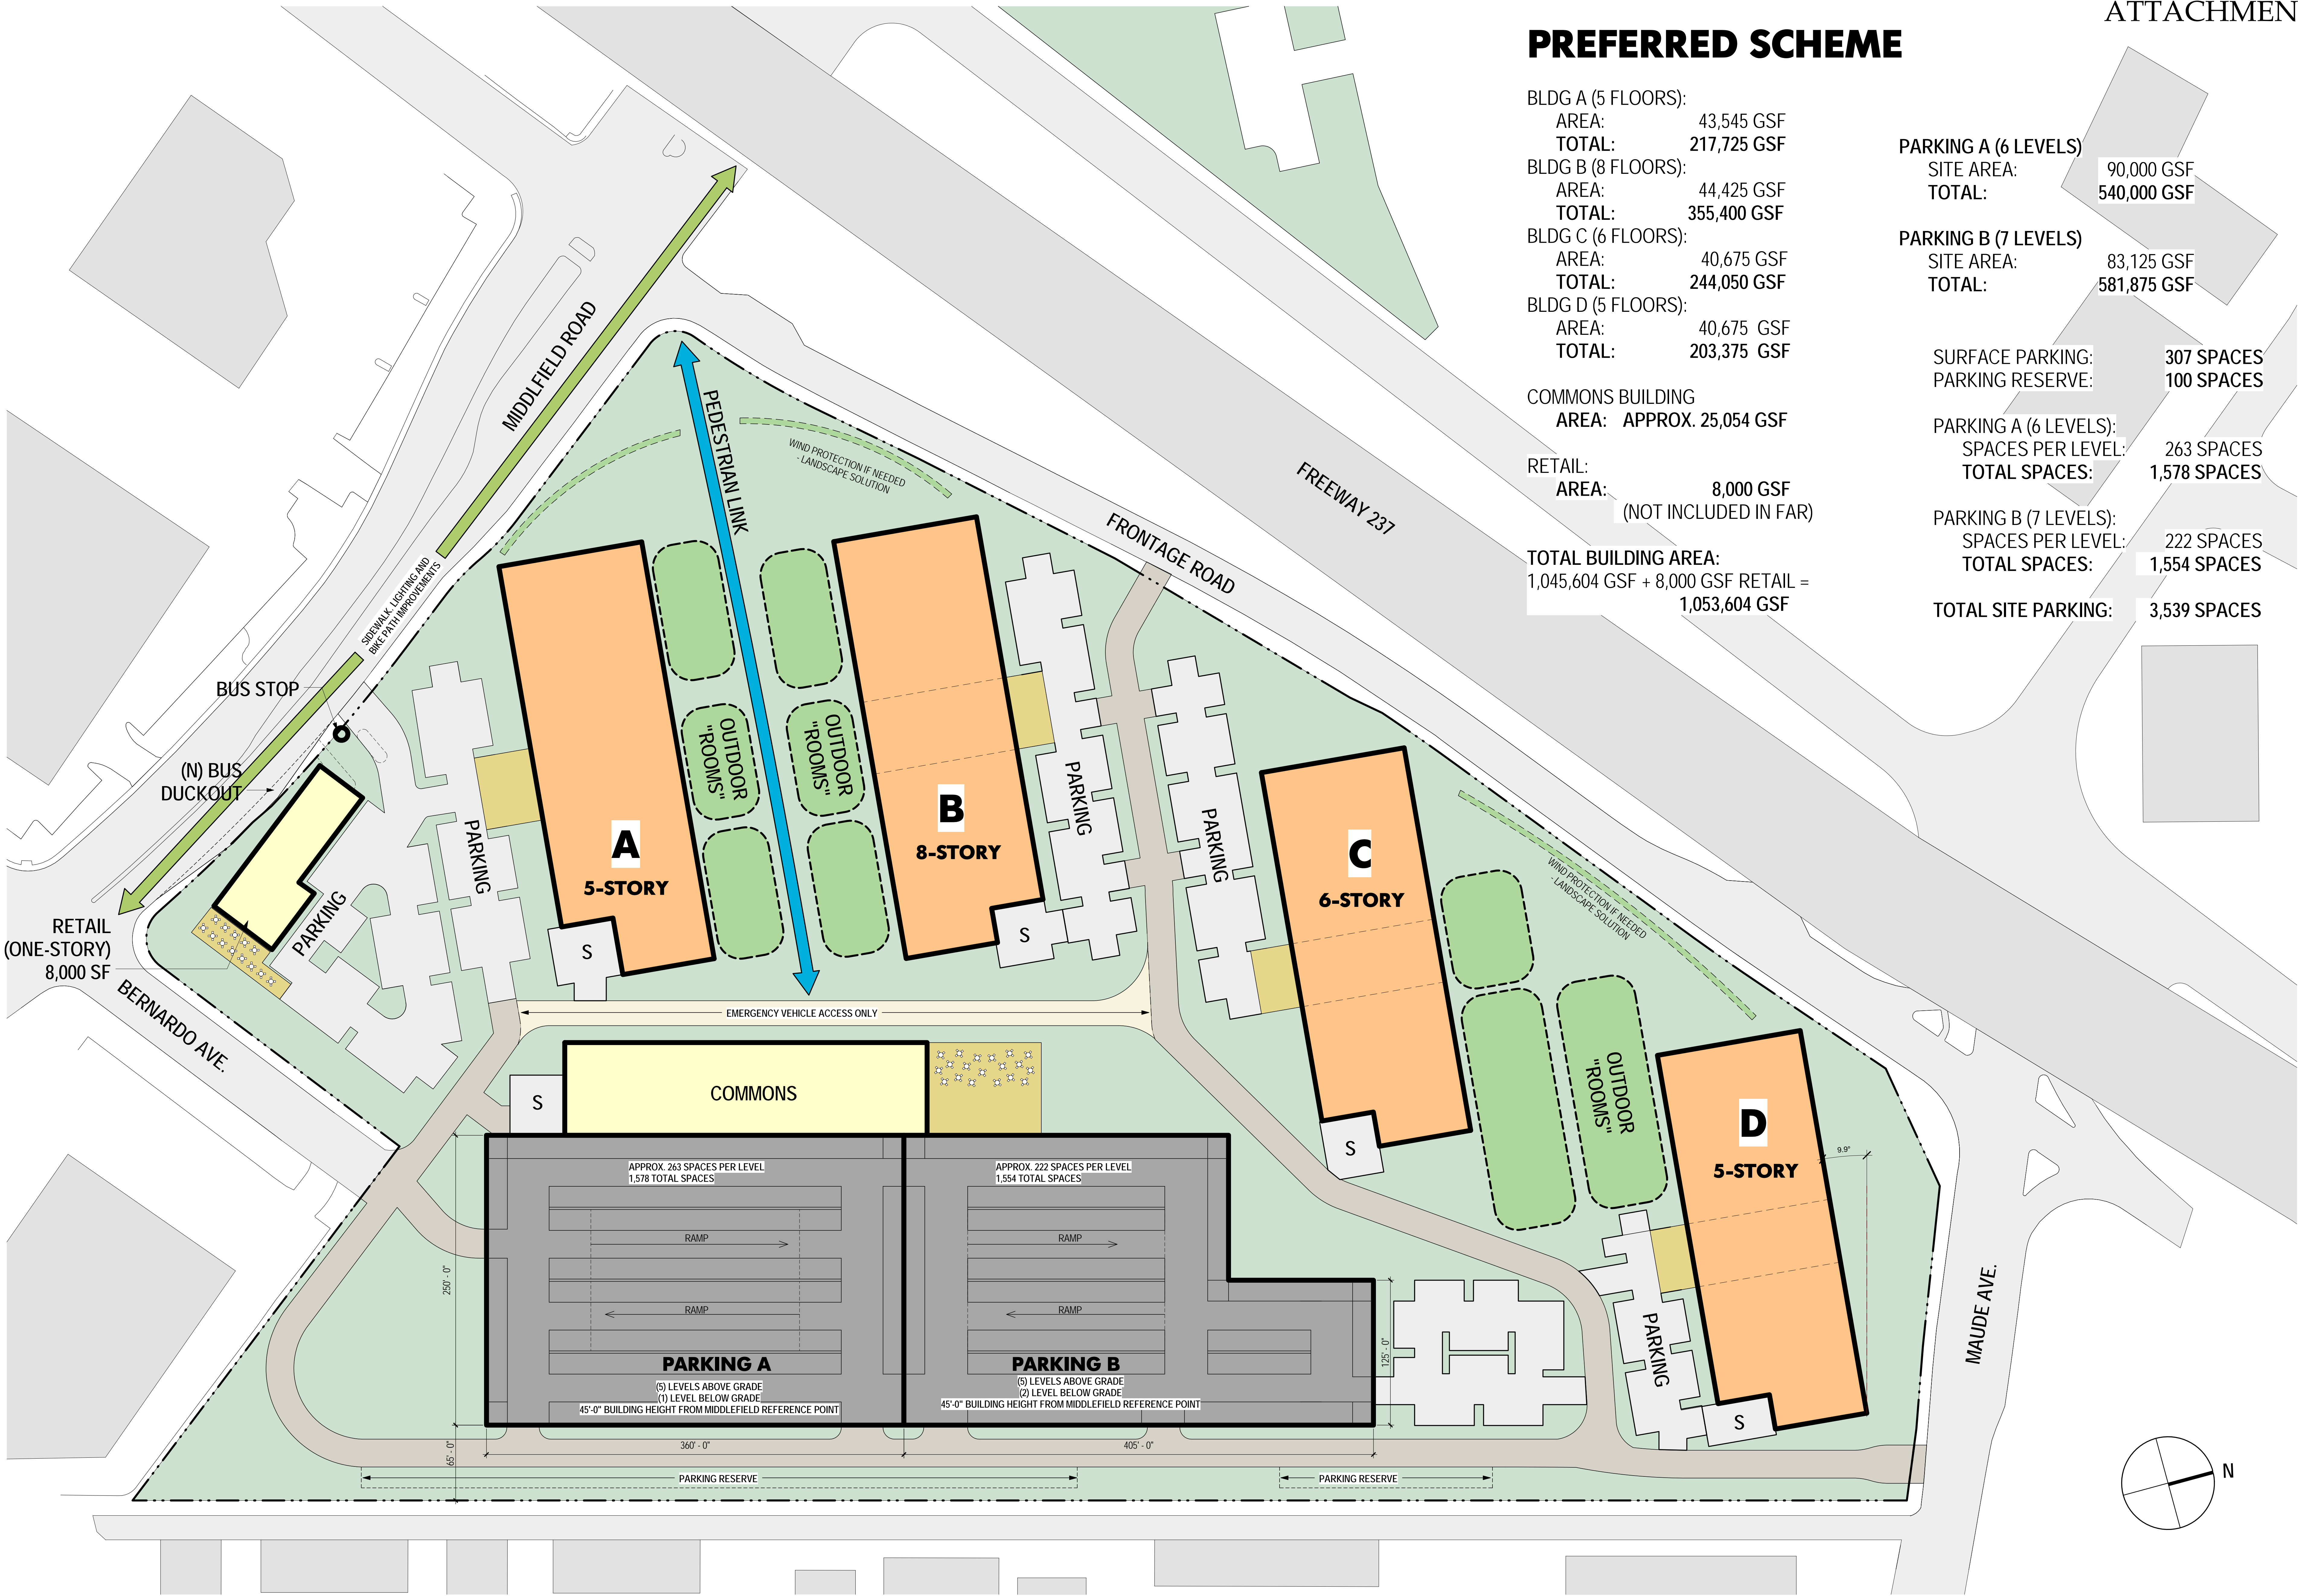 ATTACHMEN
PREFERRED SCHEME
BLDG A (5 FLOORS):
AREA: 43,545 GSF
TOTAL: 217,725 GSF
BLDG B (8 FLOORS):
AREA: 44,425 GSF
TOTAL: 355,400 GSF
BLDG C (6 FLOORS):
AREA: 40,675 GSF
TOTAL: 244,050 GSF
BLDG D (5 FLOORS):
AREA: 40,675 GSF
TOTAL: 203,375 GSF
COMMONS BUILDING
AREA: APPROX. 25,054 GSF
RETAIL:
AREA: 8,000 GSF
(NOT INCLUDED IN FAR)
TOTAL BUILDING AREA:
1,045,604 GSF + 8,000 GSF RETAIL =
1,053,604 GSF
PARKING A (6 LEVELS)
SITE AREA: 90,000 GSF
TOTAL: 540,000 GSF
PARKING B (7 LEVELS)
SITE AREA: 83,125 GSF
TOTAL: 581,875 GSF
SURFACE PARKING: 307 SPACES
PARKING RESERVE: 100 SPACES
PARKING A (6 LEVELS):
SPACES PER LEVEL: 263 SPACES
TOTAL SPACES: 1,578 SPACES
PARKING B (7 LEVELS):
SPACES PER LEVEL: 222 SPACES
TOTAL SPACES: 1,554 SPACES
TOTAL SITE PARKING: 3,539 SPACES
MIDDLFIELD ROAD
PEDESTRIAN LINK
WIND PROTECTION IF NEEDED
- LANDSCAPE SOLUTION
FREEWAY 237
FRONTAGE ROAD
SIDEWALK, LIGHTING AND
BIKE PATH IMPROVEMENTS
BUS STOP
(N) BUS
DUCKOUT
RETAIL
(ONE-STORY)
8,000 SF
BERNARDO AVE.
PARKING
PARKING
A
5-STORY
S
OUTDOOR
"ROOMS"
OUTDOOR
"ROOMS"
B
8-STORY
S
PARKING
PARKING
C
6-STORY
S
WIND PROTECTION IF NEEDED
- LANDSCAPE SOLUTION
OUTDOOR
"ROOMS"
D
5-STORY
9.9°
S
PARKING
MAUDE AVE.
EMERGENCY VEHICLE ACCESS ONLY
S
COMMONS
APPROX. 263 SPACES PER LEVEL
1,578 TOTAL SPACES
RAMP
RAMP
PARKING A
(5) LEVELS ABOVE GRADE
(1) LEVEL BELOW GRADE
45'-0" BUILDING HEIGHT FROM MIDDLEFIELD REFERENCE POINT
APPROX. 222 SPACES PER LEVEL
1,554 TOTAL SPACES
RAMP
RAMP
PARKING B
(5) LEVELS ABOVE GRADE
(2) LEVEL BELOW GRADE
45'-0" BUILDING HEIGHT FROM MIDDLEFIELD REFERENCE POINT
250' - 0"
125' - 0"
65' - 0"
360' - 0"
405' - 0"
PARKING RESERVE
PARKING RESERVE
N